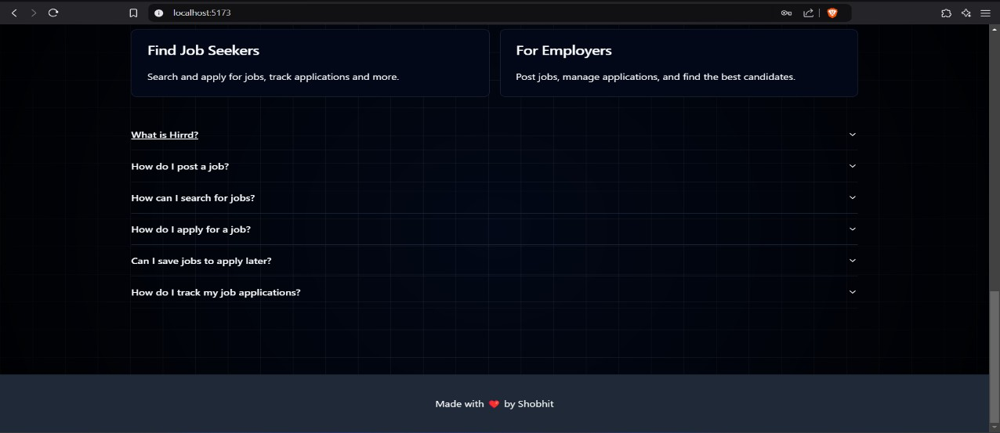 localhost:5173
Find Job Seekers
Search and apply for jobs, track applications and more.
For Employers
Post jobs, manage applications, and find the best candidates.
What is Hirrd?
How do I post a job?
How can I search for jobs?
How do I apply for a job?
Can I save jobs to apply later?
How do I track my job applications?
Made with ❤️ by Shobhit